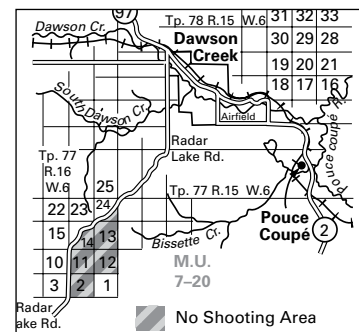 97
Dawson Cr.
Tp. 78 R.15 W.6
31 32 33
Dawson
Creek
30 29 28
19 20 21
18 17 16
South Dawson Cr.
Airfield
Pouce coupé R.
Radar
Lake Rd.
Tp. 77
R.16
W.6
25
Tp. 77 R.15 W.6
22 23 24
Pouce
Coupé
15 14 13
Bissette Cr.
2
10 11 12
M.U.
7–20
3 2 1
Radar
ake Rd.
No Shooting Area